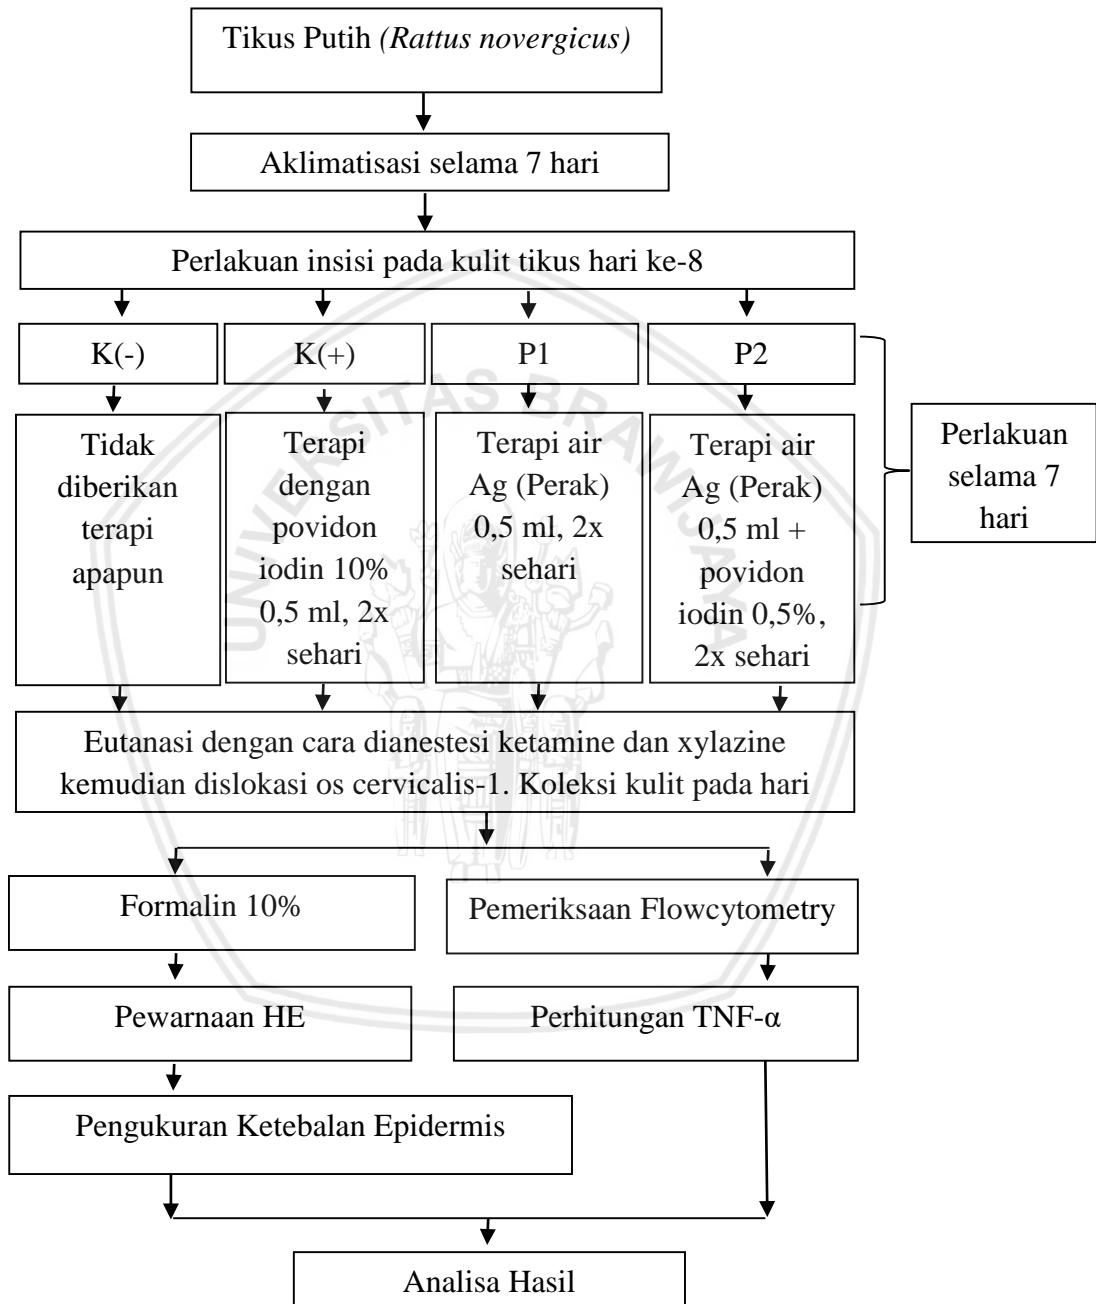 Tikus Putih (Rattus novergicus)
Aklimatisasi selama 7 hari
Perlakuan insisi pada kulit tikus hari ke-8
K(-)
K(+)
P1
P2
Tidak
diberikan
terapi
apapun
Terapi
dengan
povidon
iodin 10%
0,5 ml, 2x
sehari
Terapi air
Ag (Perak)
0,5 ml, 2x
sehari
Terapi air
Ag (Perak)
0,5 ml +
povidon
iodin 0,5%,
2x sehari
Perlakuan
selama 7
hari
Eutanasi dengan cara dianestesi ketamine dan xylazine
kemudian dislokasi os cervicalis-1. Koleksi kulit pada hari
Formalin 10%
Pemeriksaan Flowcytometry
Pewarnaan HE
Perhitungan TNF-α
Pengukuran Ketebalan Epidermis
Analisa Hasil
UNIVERSITAS BRAWIJAYA